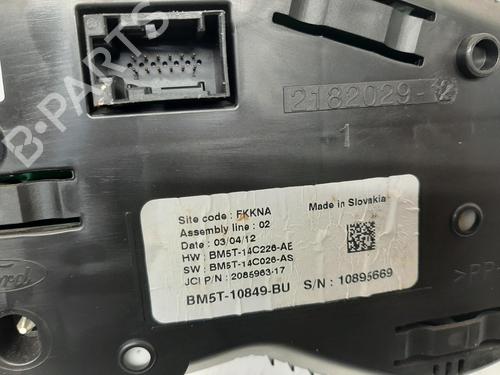 B-PARTS
2182029-2
1
Site code : FKKNA
Made in Slovakia
Assembly line : 02
Date : 03/04/12
HW : BM5T-14C226-AE
SW : BM5T-14C026-AS
JCI P/N : 2085963-17
BM5T-10849-BU
S/N : 10895669
Ford
>PP